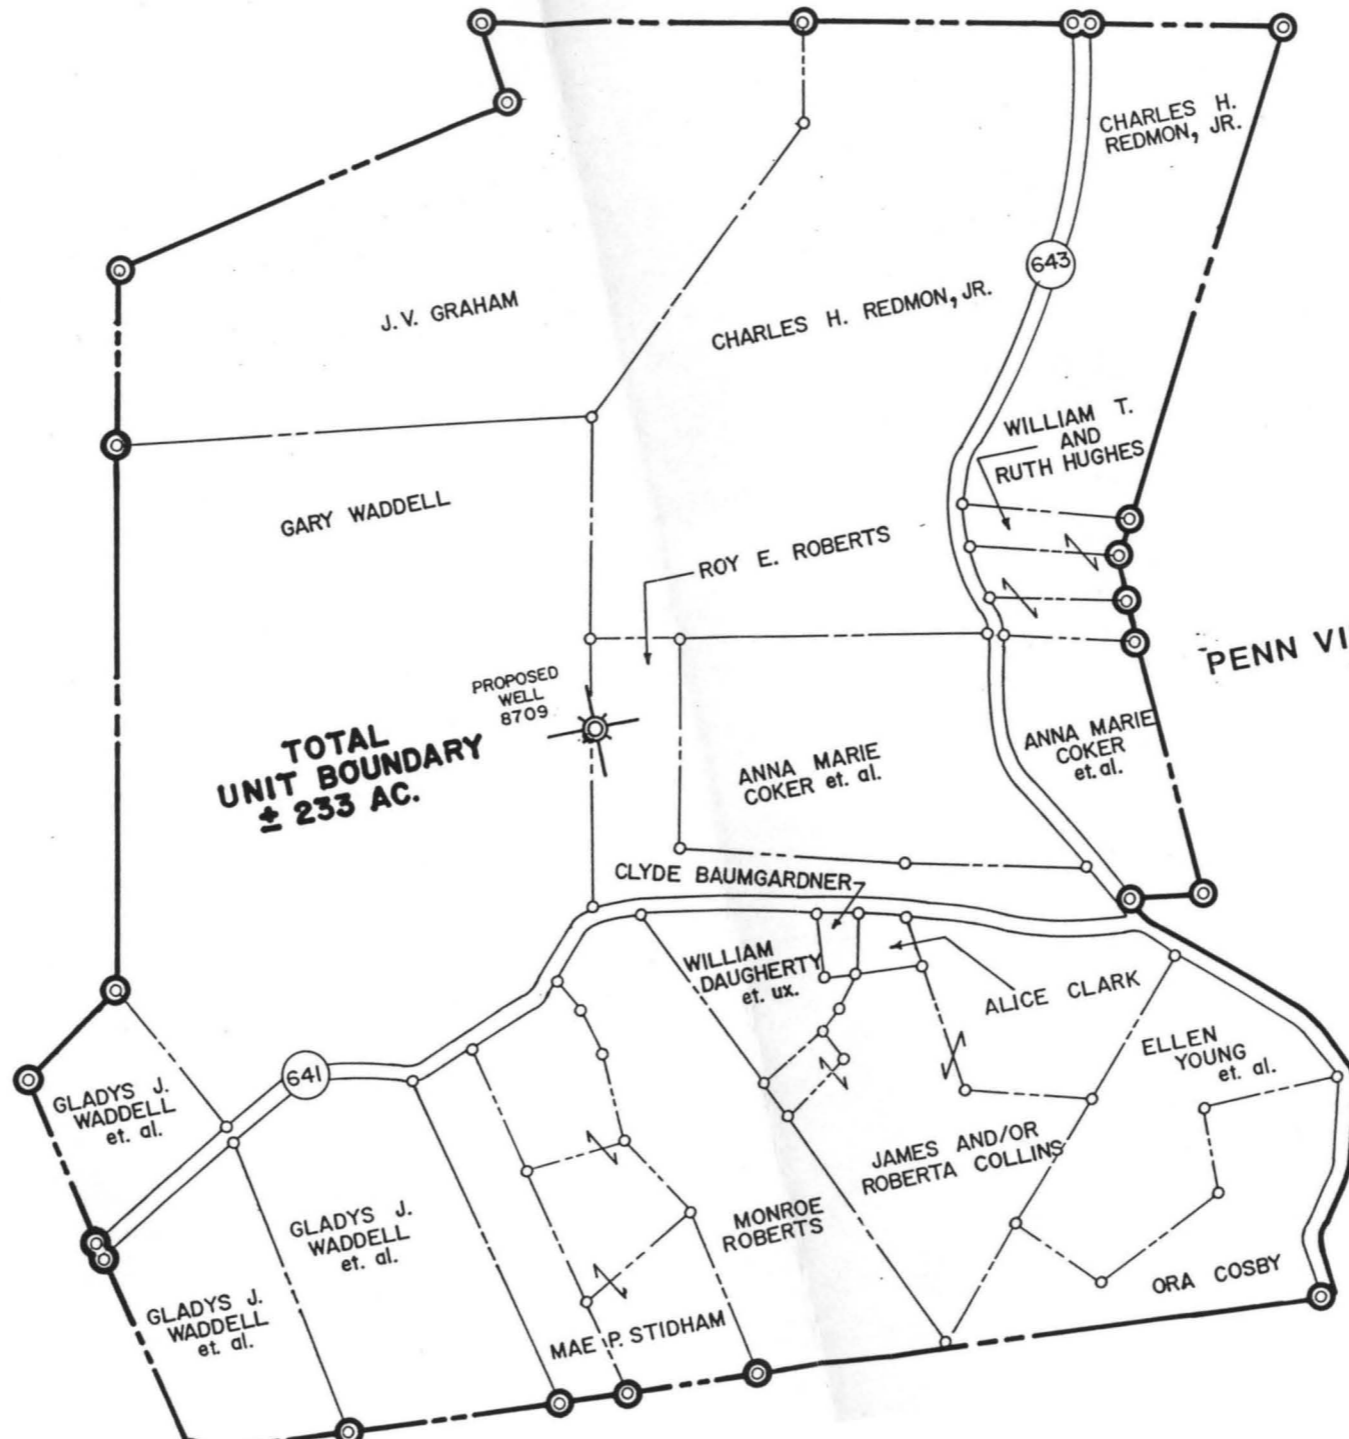 CHARLES H.
REDMON, JR.
643
J. V. GRAHAM
CHARLES H. REDMON, JR.
WILLIAM T.
AND
RUTH HUGHES
GARY WADDELL
ROY E. ROBERTS
PENN VI
PROPOSED
WELL
8709
TOTAL
UNIT BOUNDARY
± 233 AC.
ANNA MARIE
COKER et. al.
ANNA MARIE
COKER
et. al.
CLYDE BAUMGARDNER
WILLIAM
DAUGHERTY
et. ux.
ALICE CLARK
ELLEN
YOUNG
et. al.
641
GLADYS J.
WADDELL
et. al.
JAMES AND/OR
ROBERTA COLLINS
GLADYS J.
WADDELL
et. al.
MONROE
ROBERTS
GLADYS J.
WADDELL
et. al.
MAE P. STIDHAM
ORA COSBY